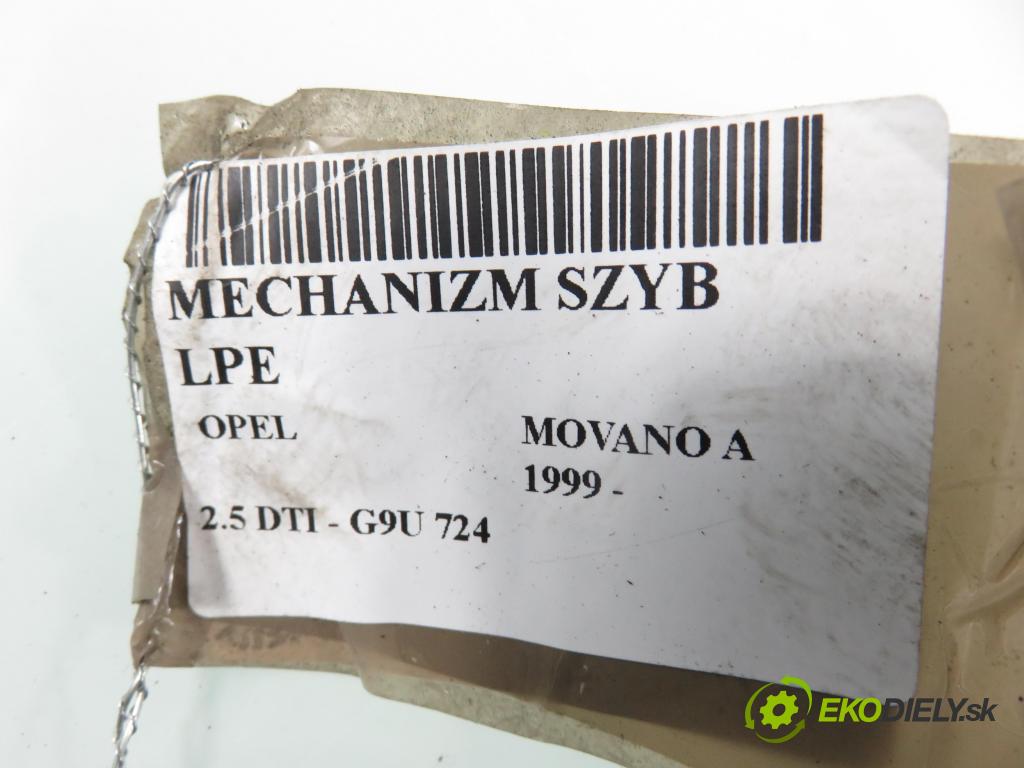 MECHANIZM SZYB
LPE
OPEL MOVANO A
1999 -
2.5 DTI - G9U 724
EKODIELY.sk